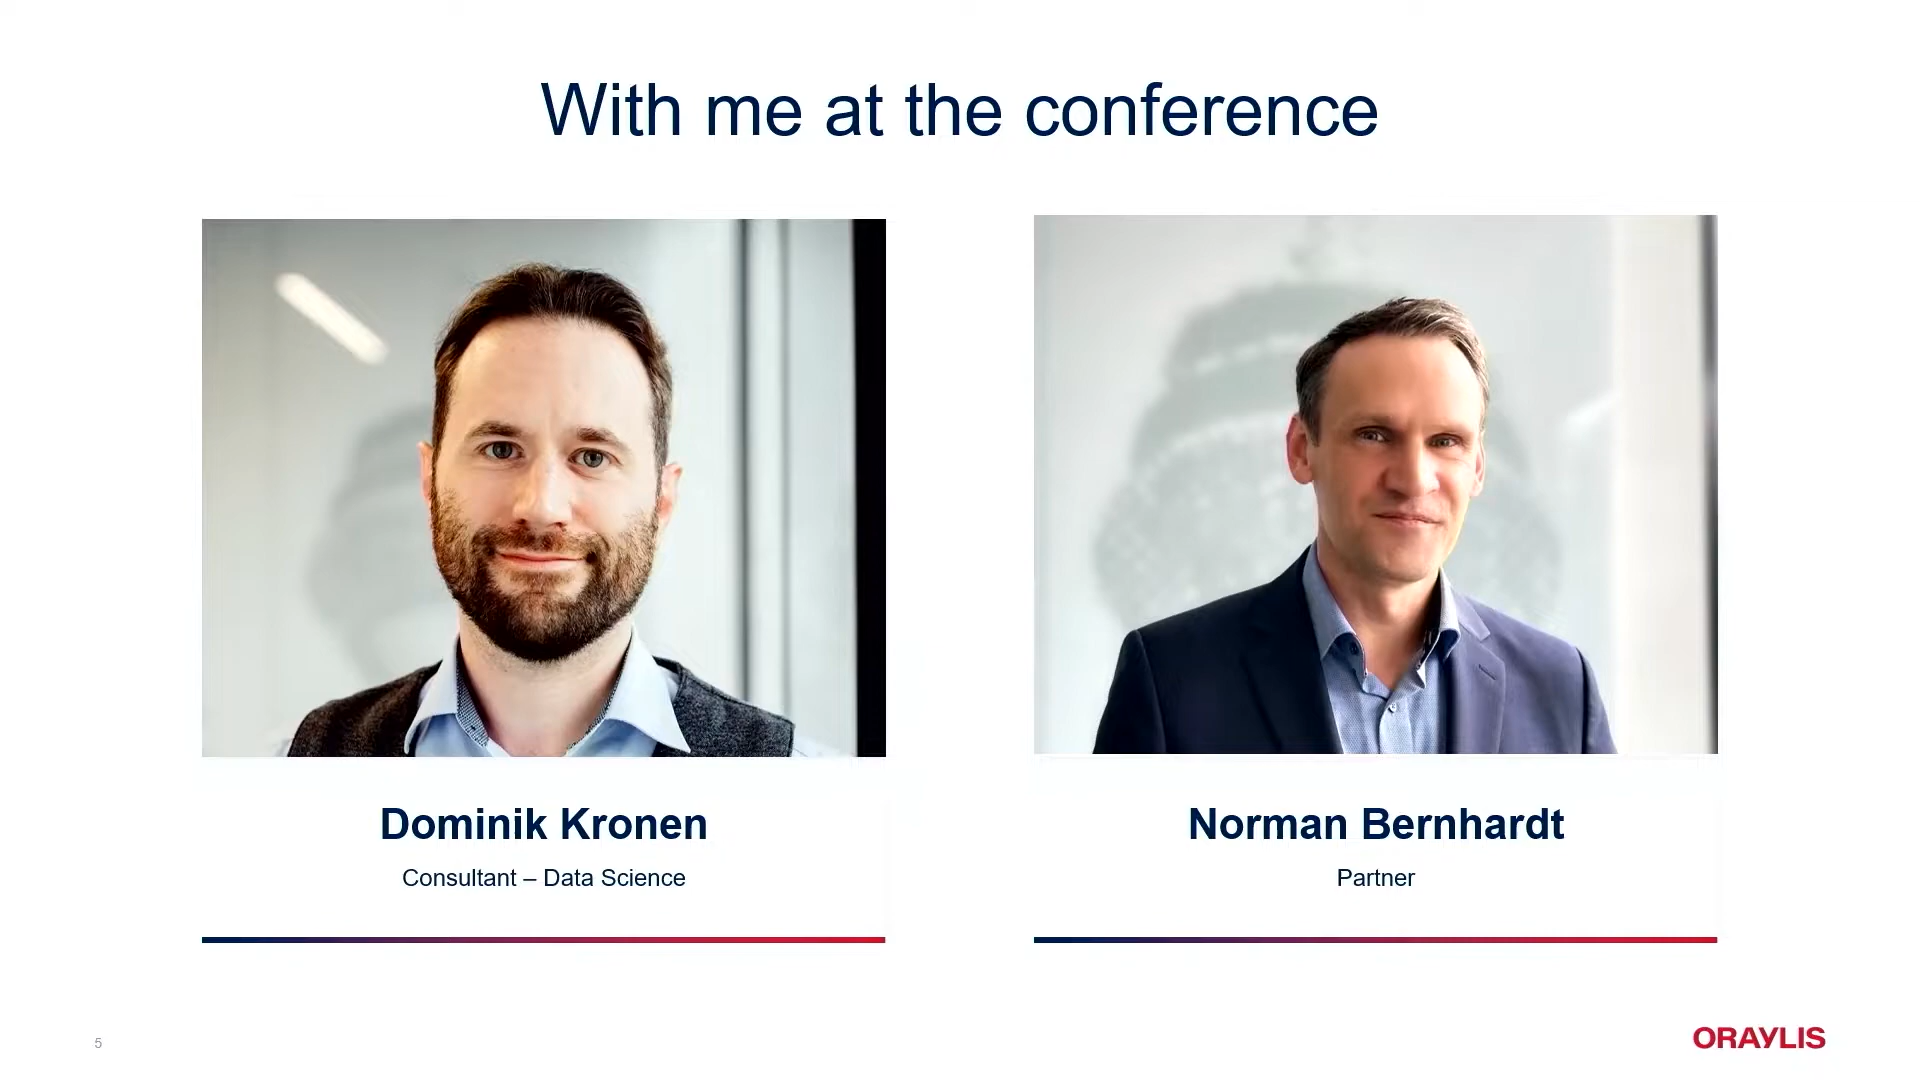 With me at the conference
Dominik Kronen
Consultant – Data Science
Norman Bernhardt
Partner
5
ORAYLIS